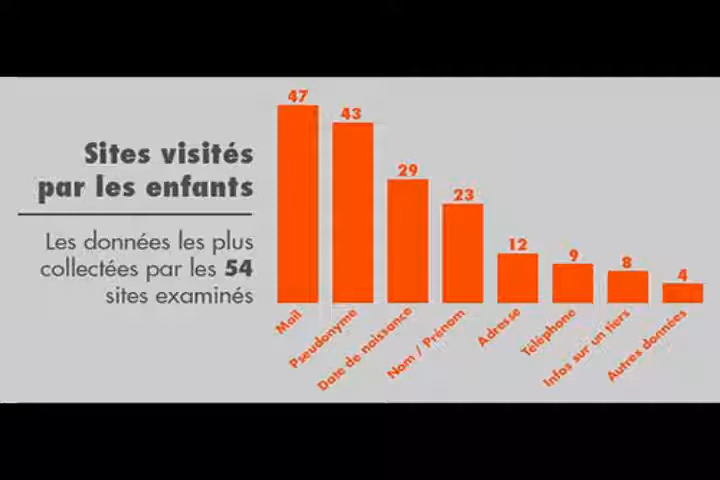 Sites visités
par les enfants
Les données les plus
collectées par les 54
sites examinés
47
43
29
23
12
9
8
4
Mail
Pseudonyme
Date de naissance
Nom / Prénom
Adresse
Téléphone
Infos sur un tiers
Autres données